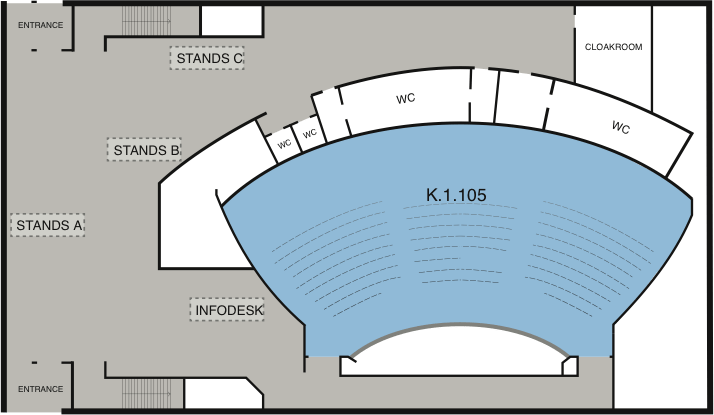 ENTRANCE
STANDS C
CLOAKROOM
WC
WC
WC
WC
STANDS B
K.1.105
STANDS A
INFODESK
ENTRANCE